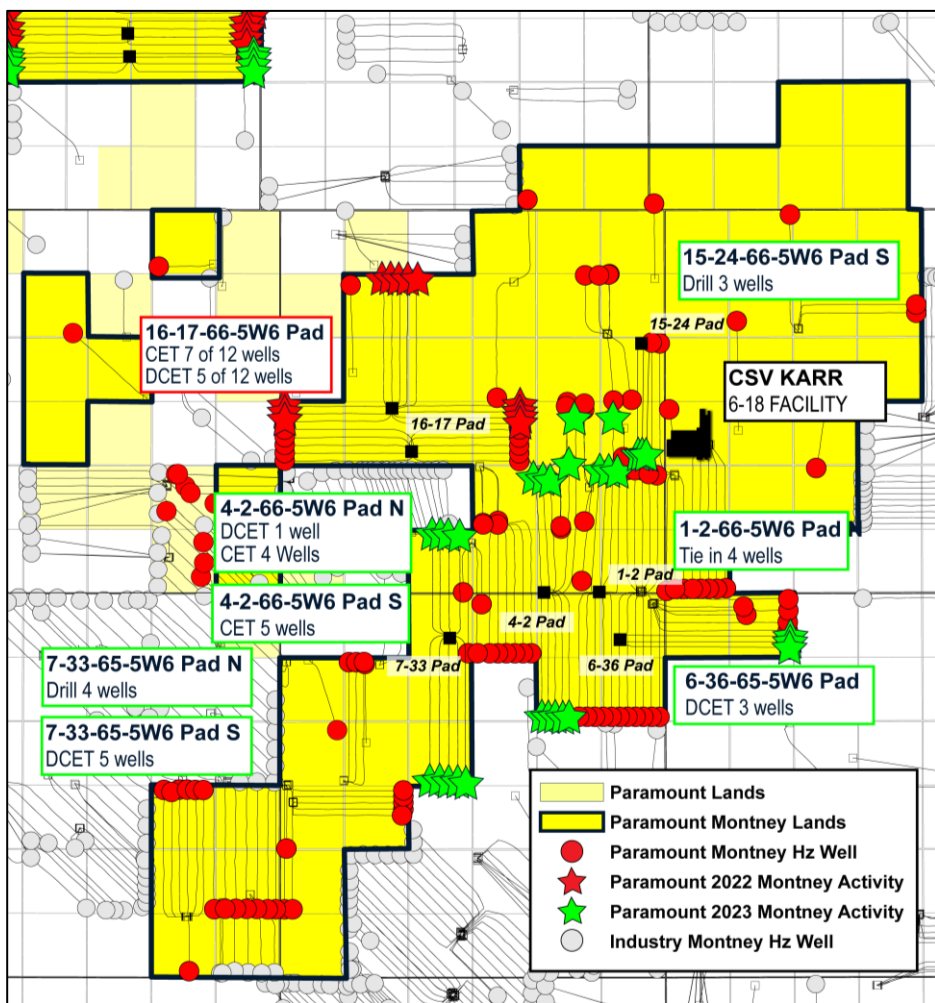 15-24-66-5W6 Pad S
Drill 3 wells
15-24 Pad
16-17-66-5W6 Pad
CET 7 of 12 wells
DCET 5 of 12 wells
CSV KARR
6-18 FACILITY
16-17 Pad
4-2-66-5W6 Pad N
DCET 1 well
CET 4 Wells
1-2-66-5W6 Pad
Tie in 4 wells
1-2 Pad
4-2-66-5W6 Pad S
CET 5 wells
4-2 Pad
7-33-65-5W6 Pad N
Drill 4 wells
7-33 Pad
6-36 Pad
6-36-65-5W6 Pad
DCET 3 wells
7-33-65-5W6 Pad S
DCET 5 wells
Paramount Lands
Paramount Montney Lands
Paramount Montney Hz Well
Paramount 2022 Montney Activity
Paramount 2023 Montney Activity
Industry Montney Hz Well